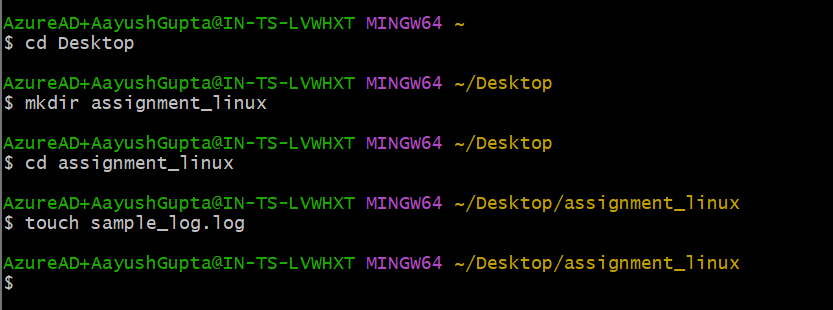 AzureAD+AayushGupta@IN-TS-LVWHXT MINGW64 ~
$ cd Desktop
AzureAD+AayushGupta@IN-TS-LVWHXT MINGW64 ~/Desktop
$ mkdir assignment_linux
AzureAD+AayushGupta@IN-TS-LVWHXT MINGW64 ~/Desktop
$ cd assignment_linux
AzureAD+AayushGupta@IN-TS-LVWHXT MINGW64 ~/Desktop/assignment_linux
$ touch sample_log.log
AzureAD+AayushGupta@IN-TS-LVWHXT MINGW64 ~/Desktop/assignment_linux
$